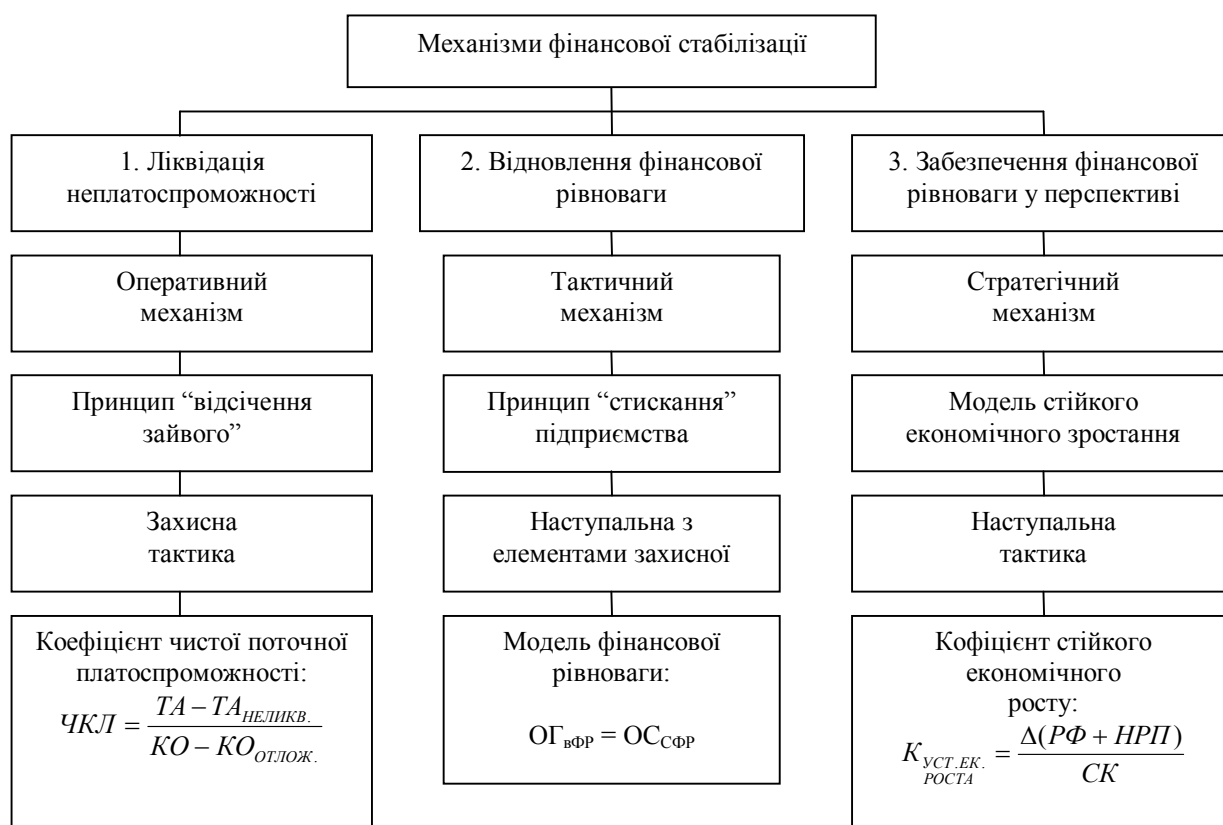 Механізми фінансової стабілізації
1. Ліквідація
неплатоспроможності
2. Відновлення фінансової
рівноваги
3. Забезпечення фінансової
рівноваги у перспективі
Оперативний
механізм
Тактичний
механізм
Стратегічний
механізм
Принцип “відсічення
зайвого”
Принцип “стискання”
підприємства
Модель стійкого
економічного зростання
Захисна
тактика
Наступальна з
елементами захисної
Наступальна
тактика
Коефіцієнт чистої поточної
платоспроможності:
ЧКЛ = (ТА − ТА_НЕЛИКВ.) / (КО − КО_ОТЛОЖ.)
Модель фінансової
рівноваги:
ОГвФР = ОССФР
Кофіцієнт стійкого
економічного
росту:
К_УСТ.ЕК. РОСТА = Δ(РФ + НРП) / СК